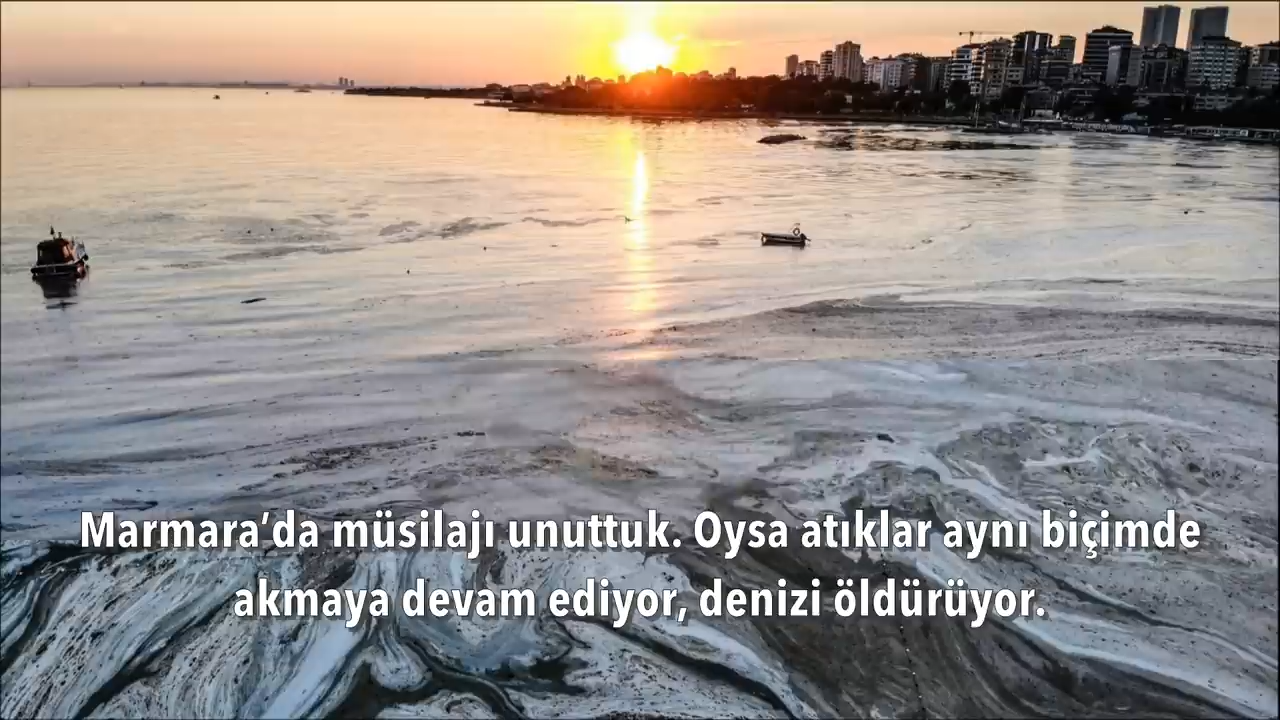 Marmara’da müsilajı unuttuk. Oysa atıklar aynı biçimde
akmaya devam ediyor, denizi öldürüyor.